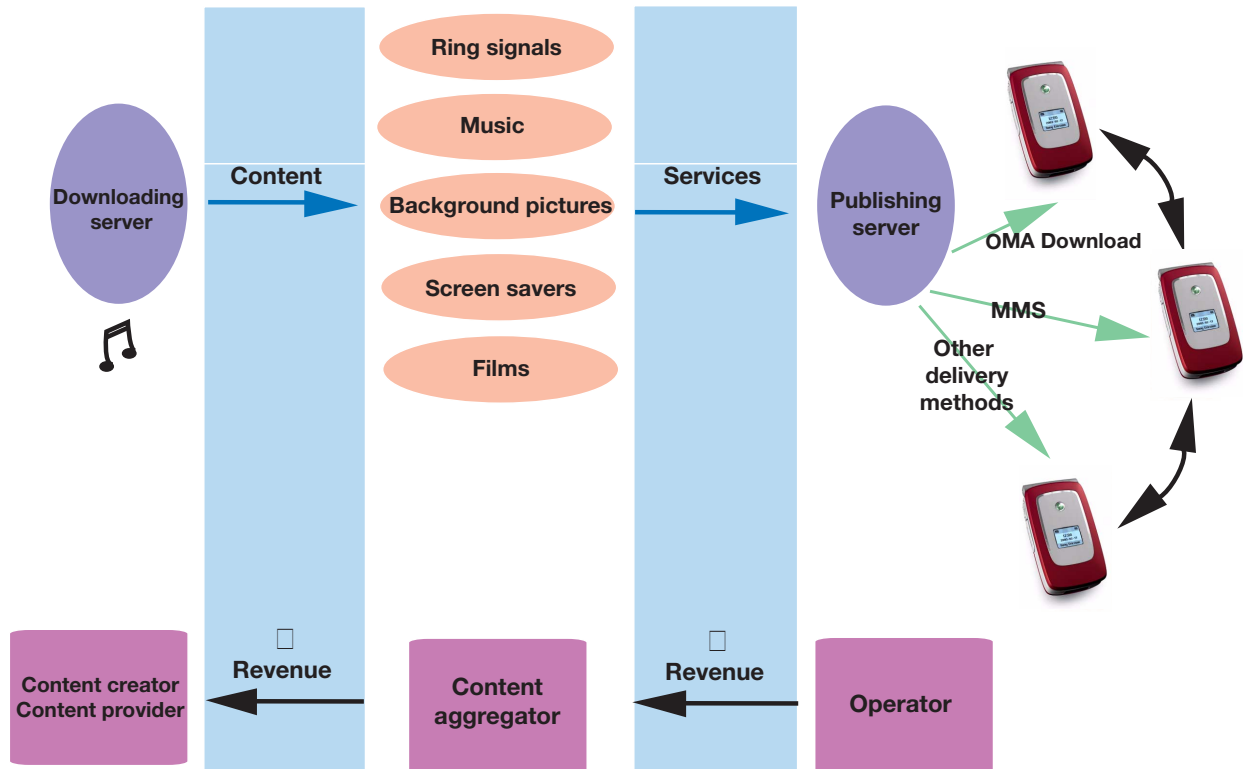 Ring signals
Music
Content
Services
Downloading
server
Background pictures
Publishing
server
OMA Download
Screen savers
MMS
Other
delivery
methods
Films
Revenue
Revenue
Content creator
Content provider
Content
aggregator
Operator